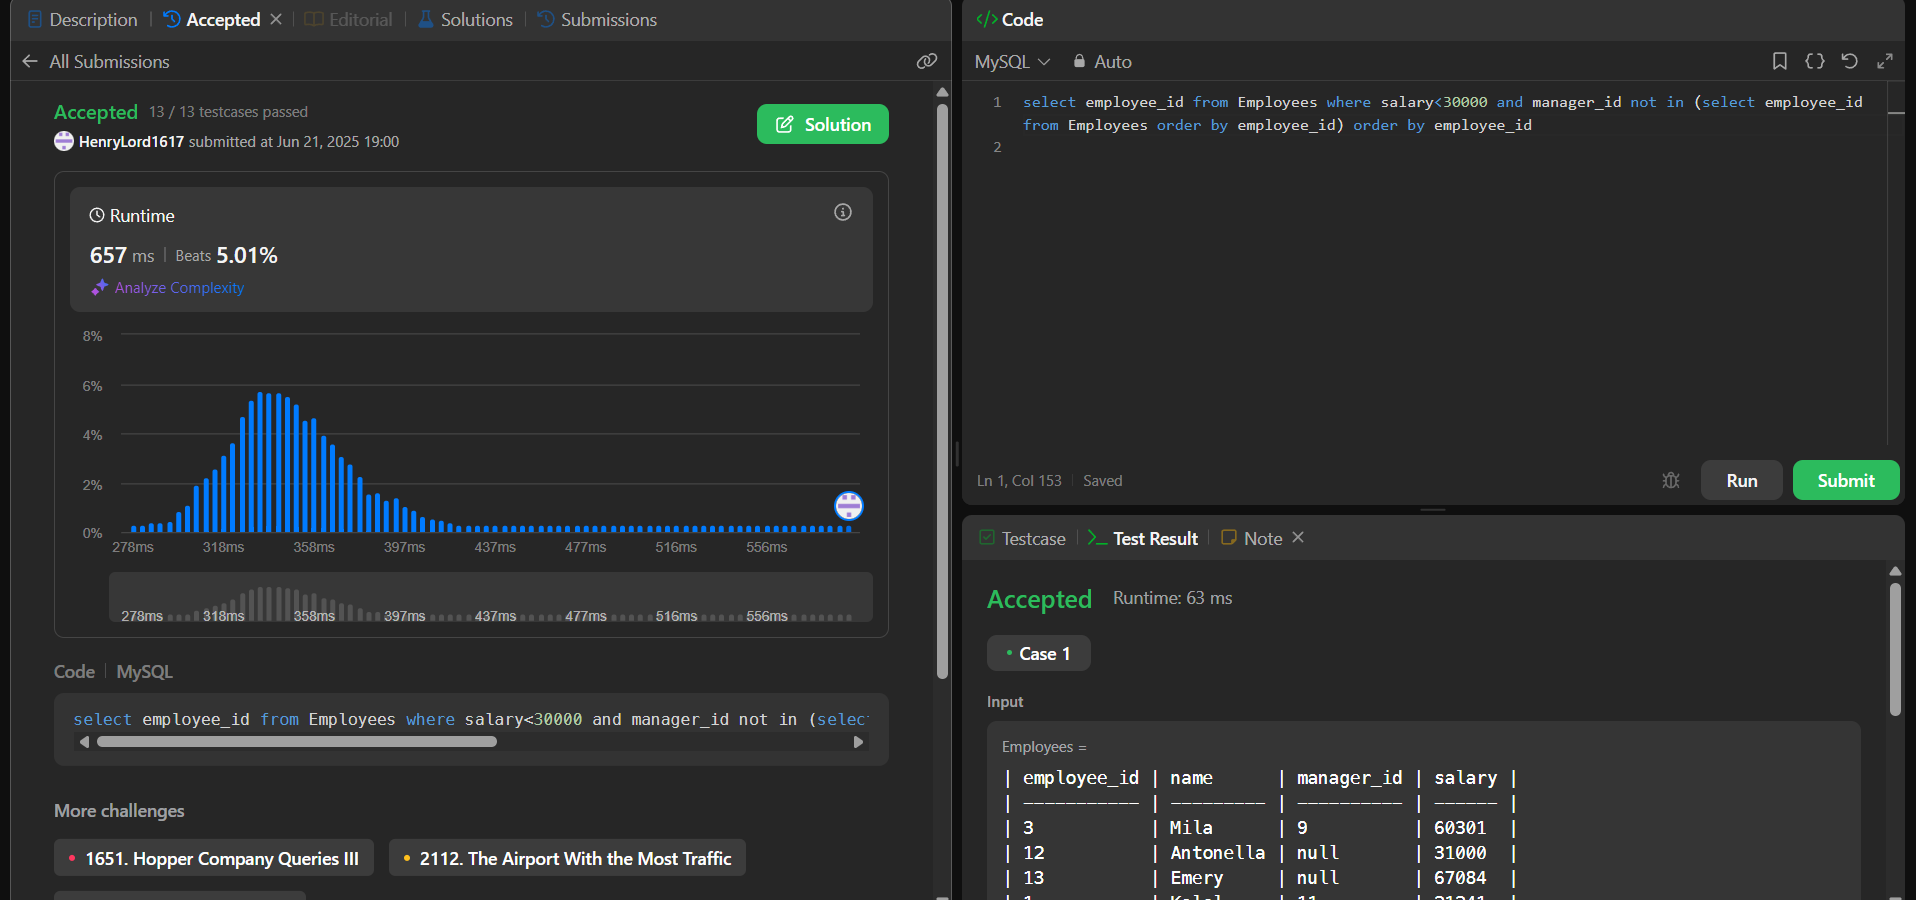 Description
Accepted
Editorial
Solutions
Submissions
All Submissions
Accepted 13 / 13 testcases passed
HenryLord1617 submitted at Jun 21, 2025 19:00
Solution
Runtime
657 ms
Beats 5.01%
Analyze Complexity
8%
6%
4%
2%
0%
278ms 318ms 358ms 397ms 437ms 477ms 516ms 556ms
278ms 318ms 358ms 397ms 437ms 477ms 516ms 556ms
Code
MySQL
select employee_id from Employees where salary<30000 and manager_id not in (selec
More challenges
1651. Hopper Company Queries III
2112. The Airport With the Most Traffic
</> Code
MySQL
Auto
1 select employee_id from Employees where salary<30000 and manager_id not in (select employee_id
from Employees order by employee_id) order by employee_id
2
Ln 1, Col 153
Saved
Run
Submit
Testcase
Test Result
Note
Accepted Runtime: 63 ms
Case 1
Input
Employees =
| employee_id | name | manager_id | salary |
| ----------- | --------- | ---------- | ------ |
| 3 | Mila | 9 | 60301 |
| 12 | Antonella | null | 31000 |
| 13 | Emery | null | 67084 |